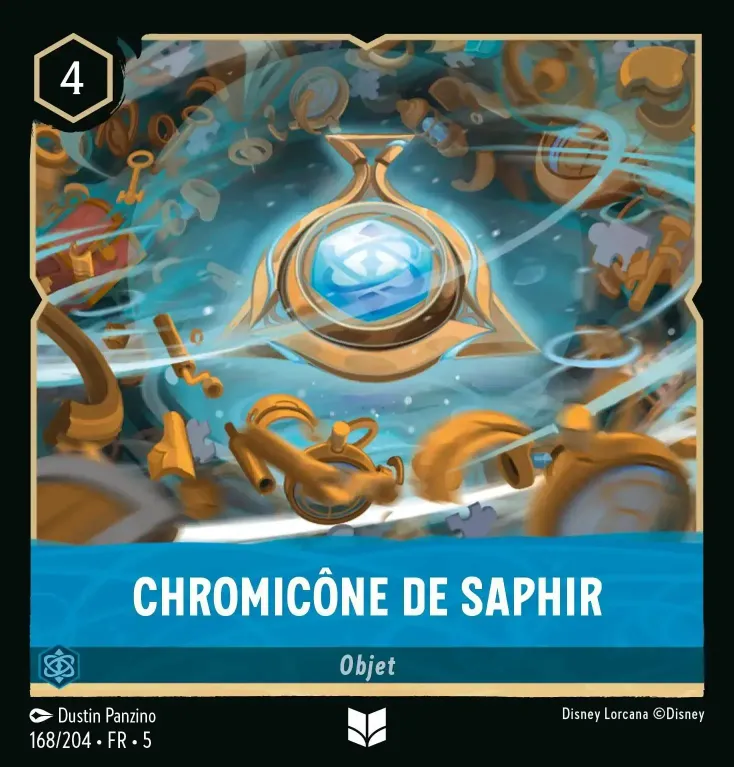 4
CHROMICÔNE DE SAPHIR
Objet
Dustin Panzino
Disney Lorcana ©Disney
168/204 • FR • 5